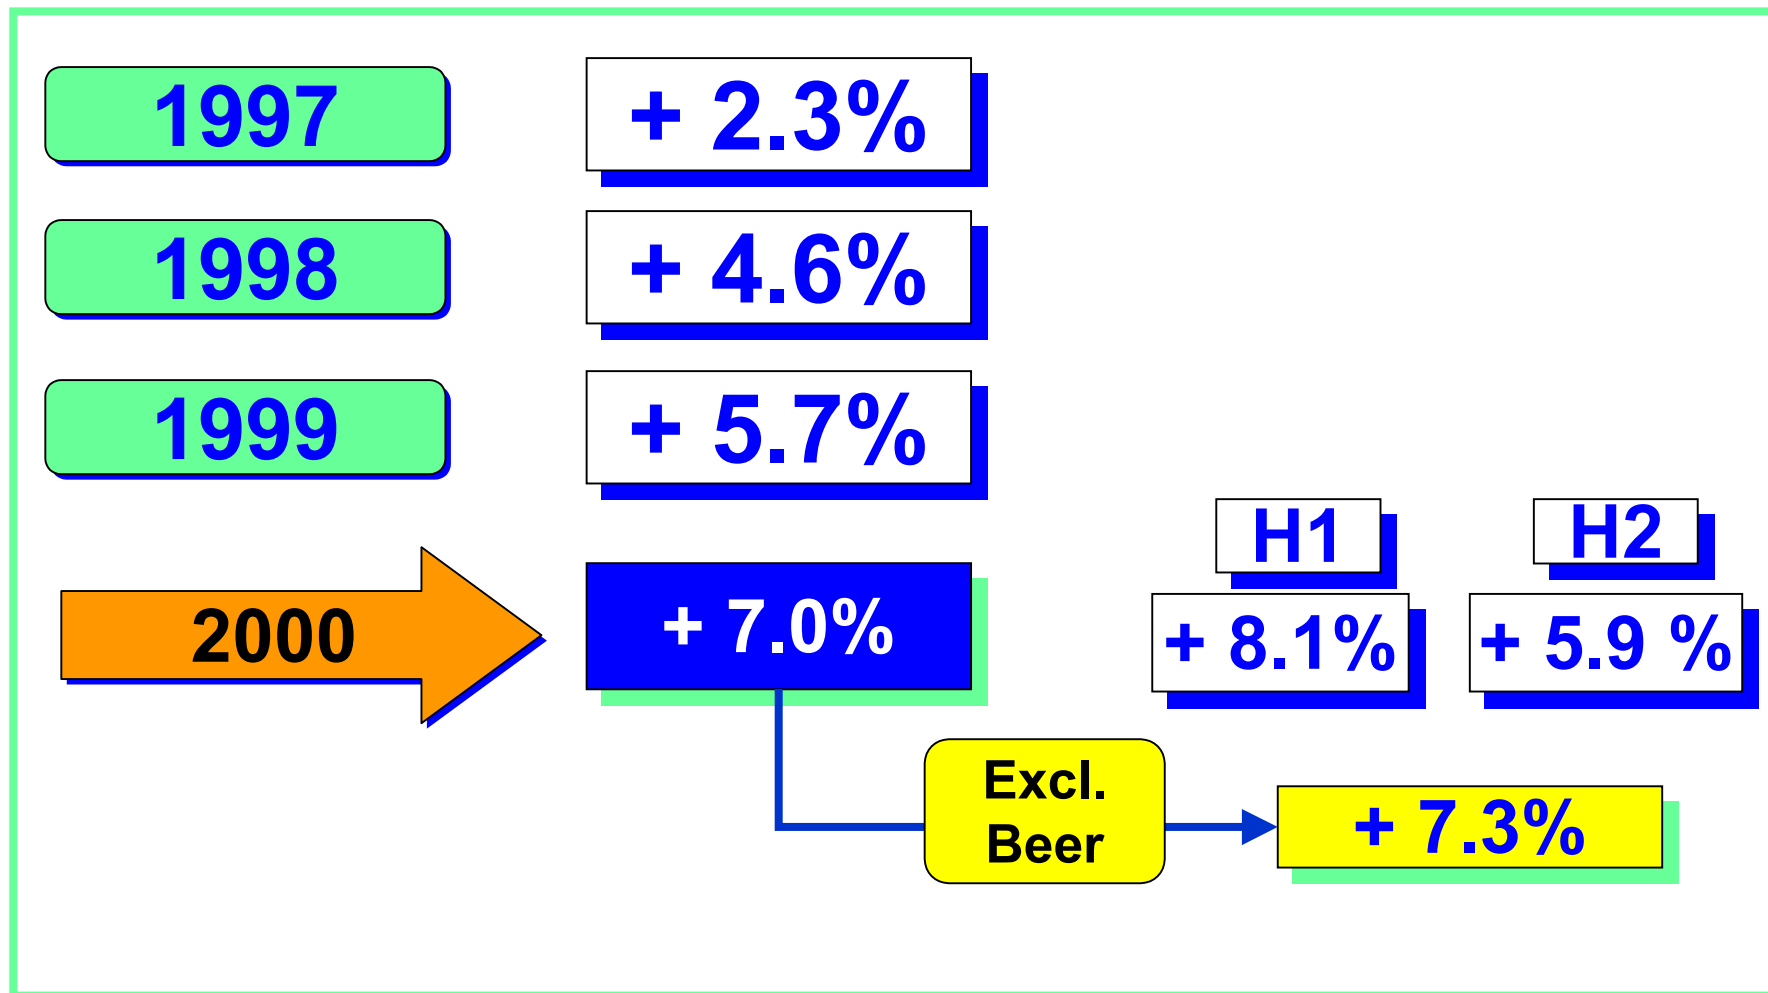 1997
+ 2.3%
1998
+ 4.6%
1999
+ 5.7%
H1
H2
2000
+ 7.0%
+ 8.1%
+ 5.9 %
Excl.
Beer
+ 7.3%